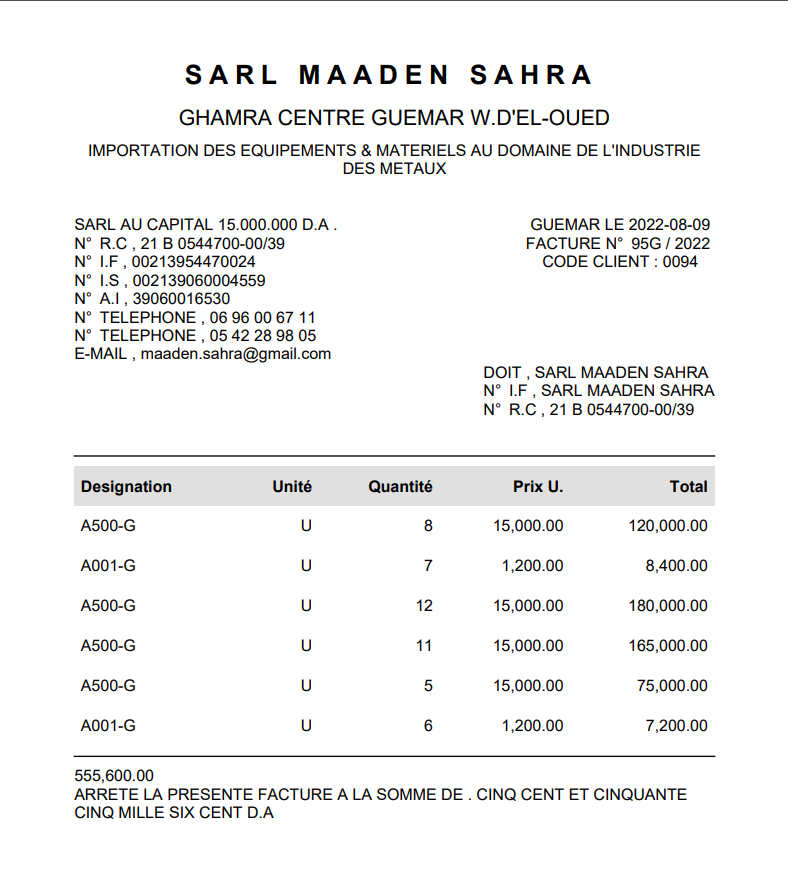 SARL MAADEN SAHRA
GHAMRA CENTRE GUEMAR W.D'EL-OUED
IMPORTATION DES EQUIPEMENTS & MATERIELS AU DOMAINE DE L'INDUSTRIE
DES METAUX
SARL AU CAPITAL 15.000.000 D.A .
N° R.C , 21 B 0544700-00/39
N° I.F , 00213954470024
N° I.S , 002139060004559
N° A.I , 39060016530
N° TELEPHONE , 06 96 00 67 11
N° TELEPHONE , 05 42 28 98 05
E-MAIL , maaden.sahra@gmail.com
GUEMAR LE 2022-08-09
FACTURE N° 95G / 2022
CODE CLIENT : 0094
DOIT , SARL MAADEN SAHRA
N° I.F , SARL MAADEN SAHRA
N° R.C , 21 B 0544700-00/39
Designation Unité Quantité Prix U. Total
A500-G U 8 15,000.00 120,000.00
A001-G U 7 1,200.00 8,400.00
A500-G U 12 15,000.00 180,000.00
A500-G U 11 15,000.00 165,000.00
A500-G U 5 15,000.00 75,000.00
A001-G U 6 1,200.00 7,200.00
555,600.00
ARRETE LA PRESENTE FACTURE A LA SOMME DE . CINQ CENT ET CINQUANTE
CINQ MILLE SIX CENT D.A